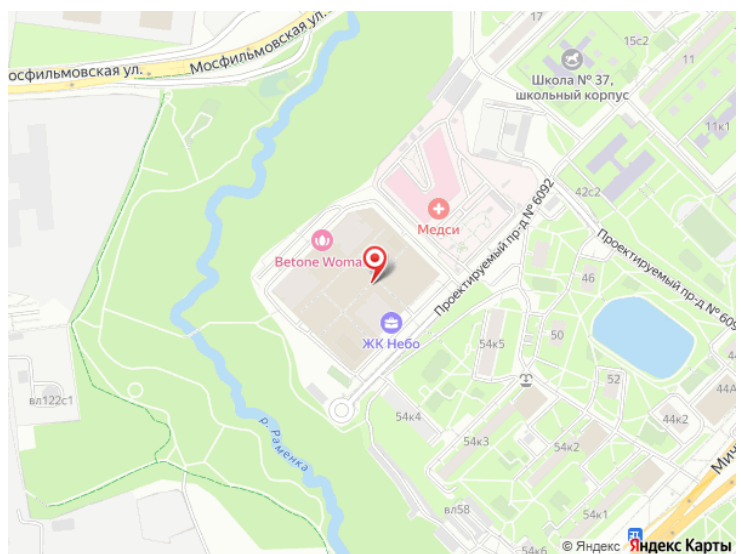 17
15с2
11
Мосфильмовская ул.
осфильмовская ул.
Школа № 37,
школьный корпус
11к1
42с2
Проектируемый пр-д № 6092
Медси
Betone Woma
Проектируемый пр-д № 609
46
50
ЖК Небо
54к5
52
44А
вл122с1
54к4
44к2
р. Раменка
54к3
54к2
Мичу
вл58
54к1
54к6
© Яндекс Яндекс Карты